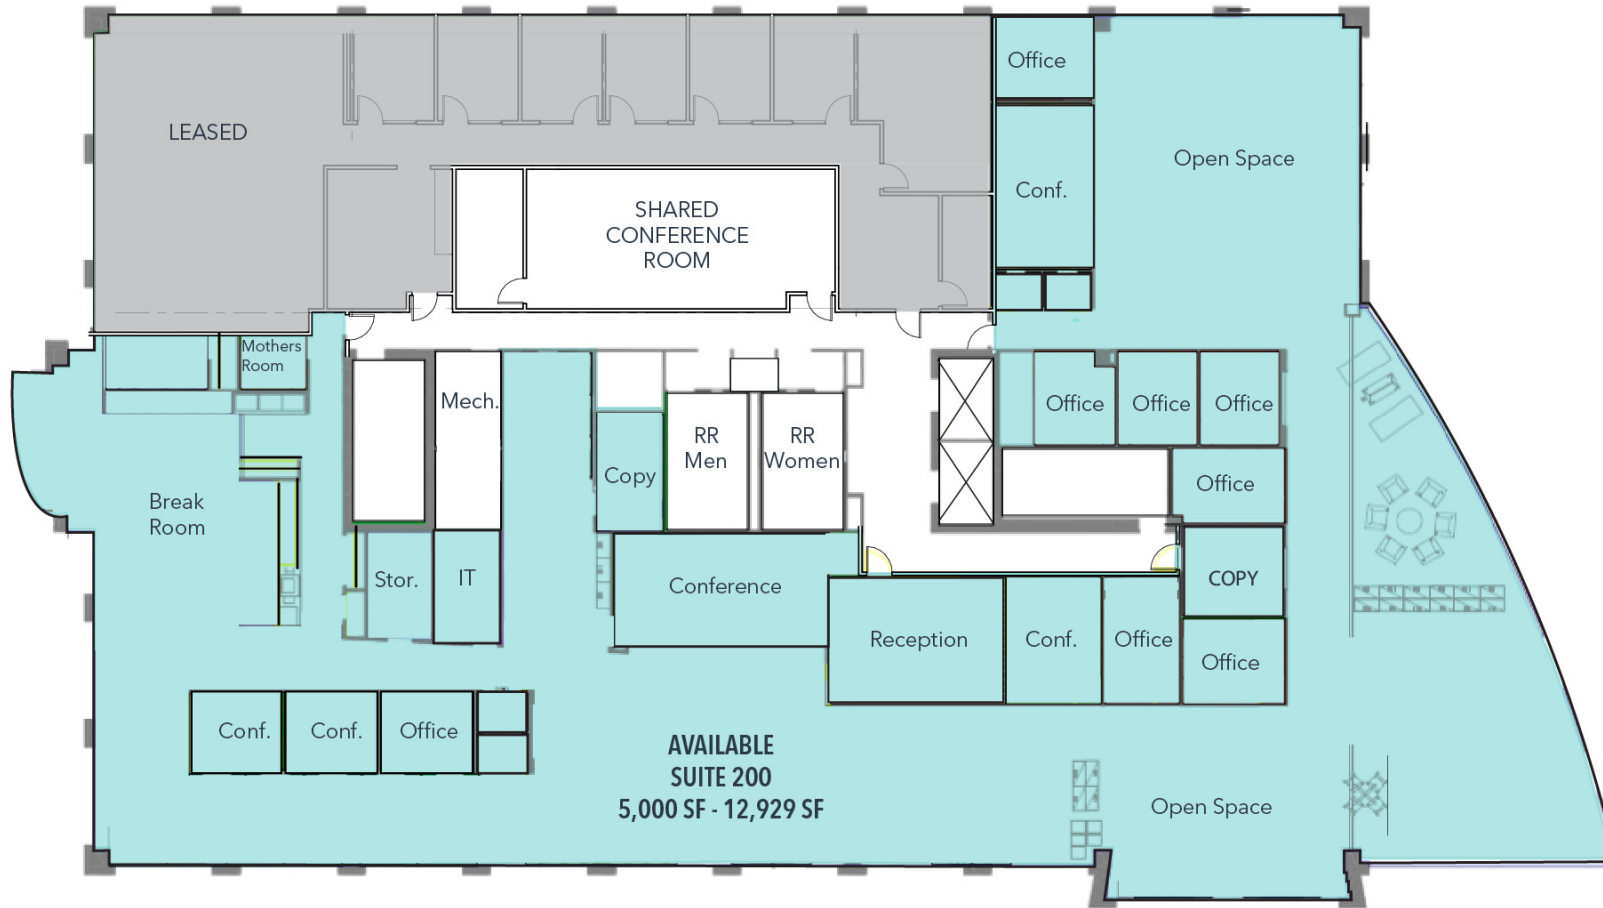 Office
LEASED
Open Space
Conf.
SHARED
CONFERENCE
ROOM
Mothers
Room
Mech.
Office
Office
Office
RR
Men
RR
Women
Copy
Office
Break
Room
Stor.
IT
Conference
COPY
Reception
Conf.
Office
Office
Conf.
Conf.
Office
AVAILABLE
SUITE 200
5,000 SF - 12,929 SF
Open Space